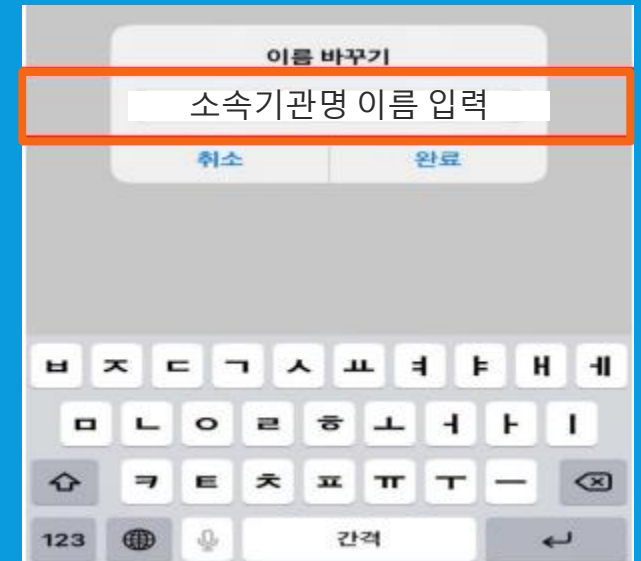 이름 바꾸기
소속기관명 이름 입력
취소 완료
ㅂ ㅈ ㄷ ㄱ ㅅ ㅛ ㅕ ㅑ ㅐ ㅔ
ㅁ ㄴ ㅇ ㄹ ㅎ ㅗ ㅓ ㅏ ㅣ
ㅋ ㅌ ㅊ ㅍ ㅠ ㅜ ㅡ
123 간격